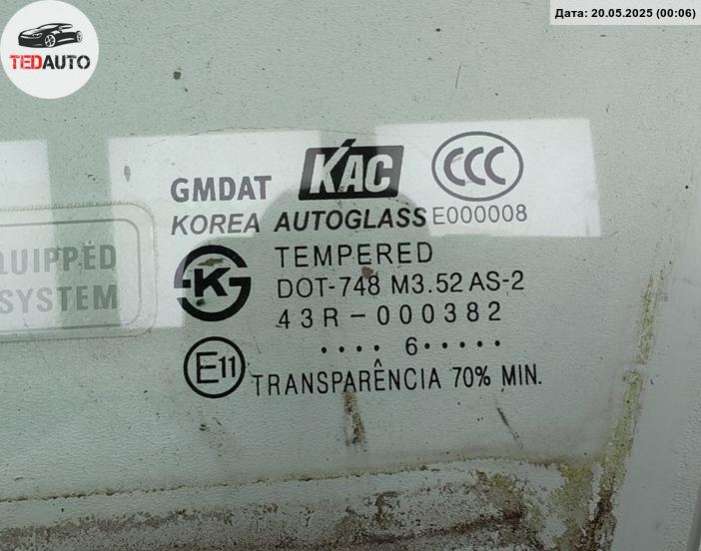 Дата: 20.05.2025 (00:06)
TEDAUTO
GMDAT KAC CCC
KOREA AUTOGLASS E000008
K TEMPERED
DOT-748 M3.52 AS-2
43R-000382
•••• 6•••••
E11 TRANSPARÊNCIA 70% MIN.
SYSTEM